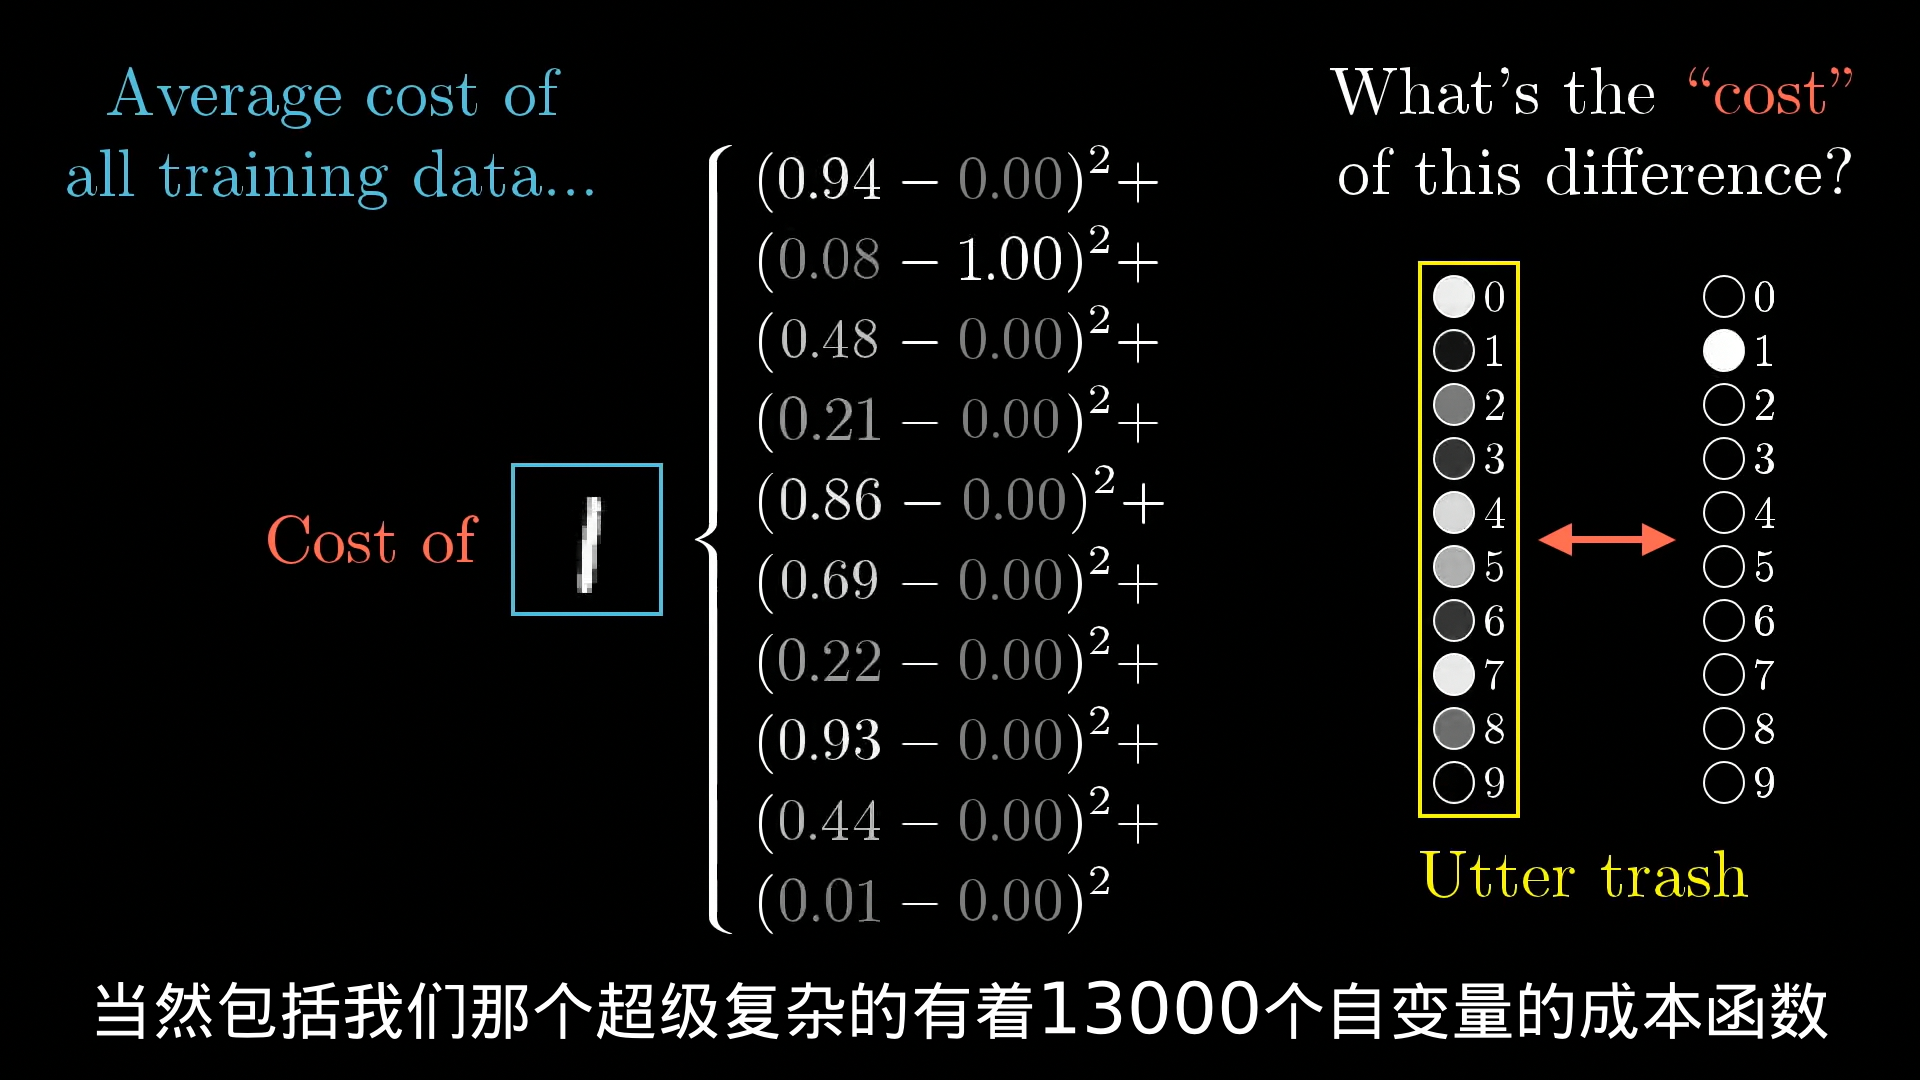 Average cost of
all training data...
What's the “cost”
of this difference?
Cost of
(0.94 − 0.00)²+
(0.08 − 1.00)²+
(0.48 − 0.00)²+
(0.21 − 0.00)²+
(0.86 − 0.00)²+
(0.69 − 0.00)²+
(0.22 − 0.00)²+
(0.93 − 0.00)²+
(0.44 − 0.00)²+
(0.01 − 0.00)²
0
1
2
3
4
5
6
7
8
9
0
1
2
3
4
5
6
7
8
9
Utter trash
当然包括我们那个超级复杂的有着13000个自变量的成本函数